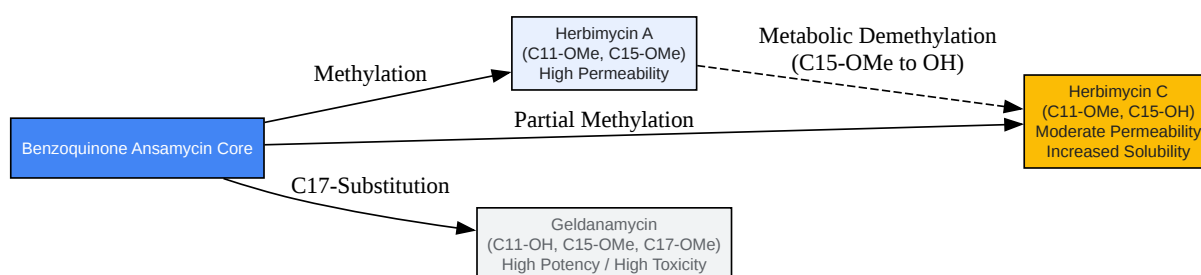 Herbimycin A
(C11-OMe, C15-OMe)
High Permeability
Metabolic Demethylation
(C15-OMe to OH)
Methylation
Herbimycin C
(C11-OMe, C15-OH)
Moderate Permeability
Increased Solubility
Partial Methylation
Benzoquinone Ansamycin Core
C17-Substitution
Geldanamycin
(C11-OH, C15-OMe, C17-OMe)
High Potency / High Toxicity